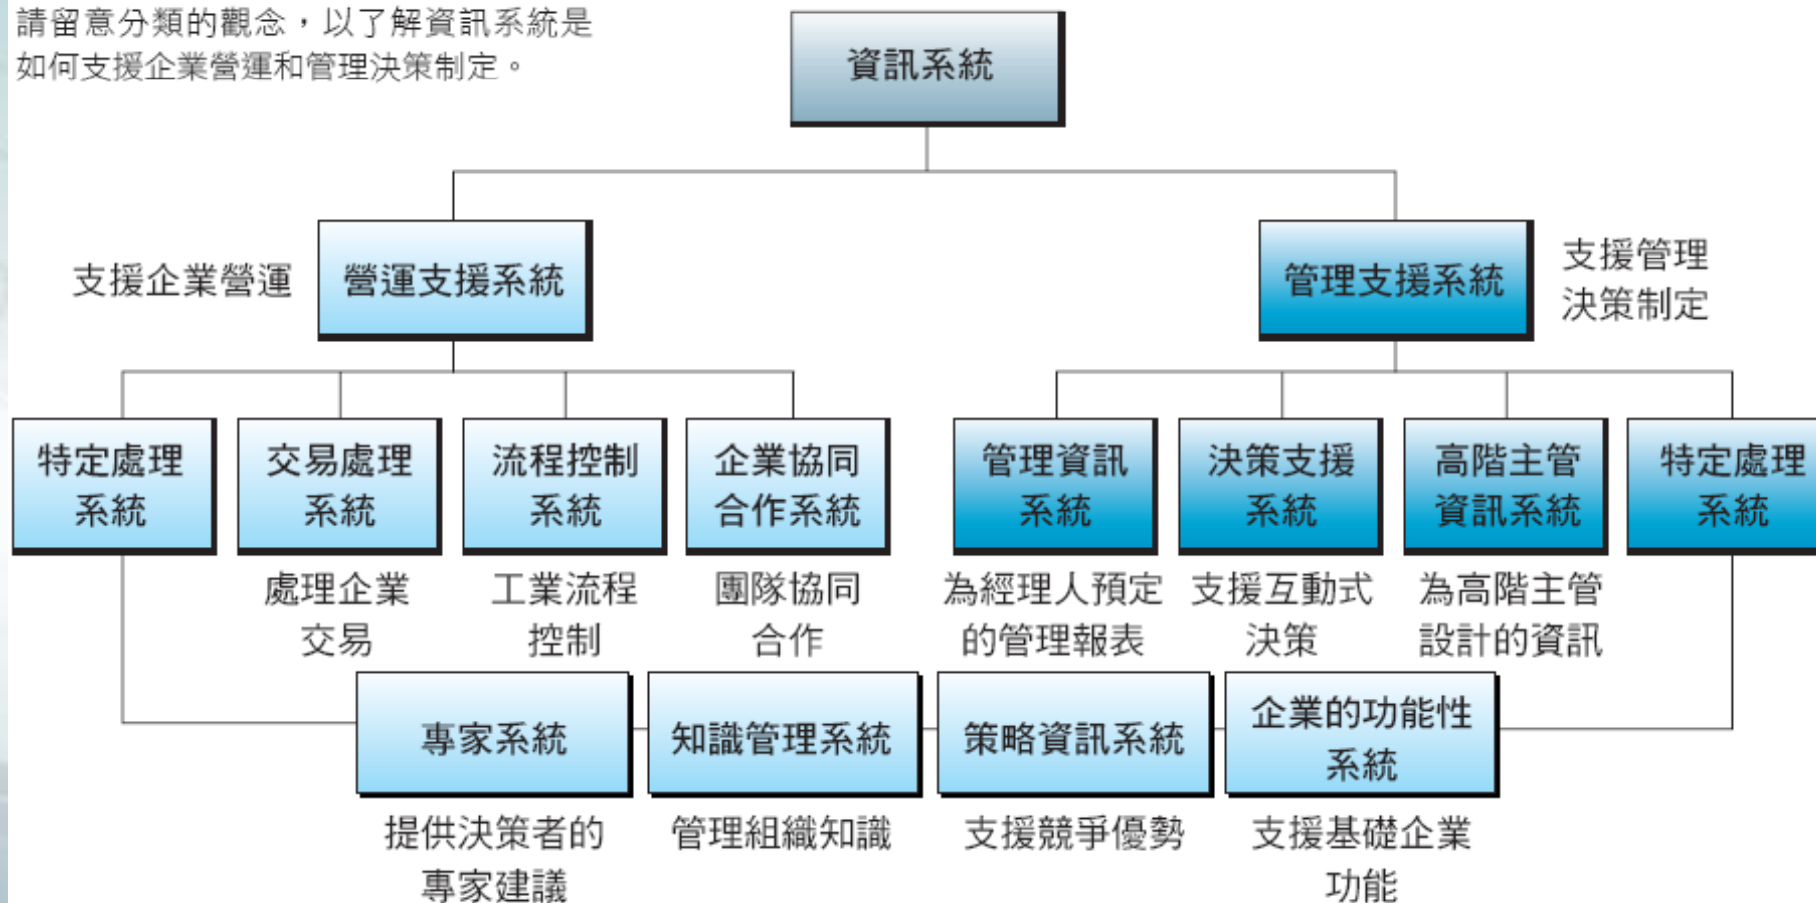 請留意分類的觀念，以了解資訊系統是
如何支援企業營運和管理決策制定。
資訊系統
支援企業營運
營運支援系統
管理支援系統
支援管理
決策制定
特定處理
系統
交易處理
系統
處理企業
交易
流程控制
系統
工業流程
控制
企業協同
合作系統
團隊協同
合作
管理資訊
系統
為經理人預定
的管理報表
決策支援
系統
支援互動式
決策
高階主管
資訊系統
為高階主管
設計的資訊
特定處理
系統
專家系統
提供決策者的
專家建議
知識管理系統
管理組織知識
策略資訊系統
支援競爭優勢
企業的功能性
系統
支援基礎企業
功能